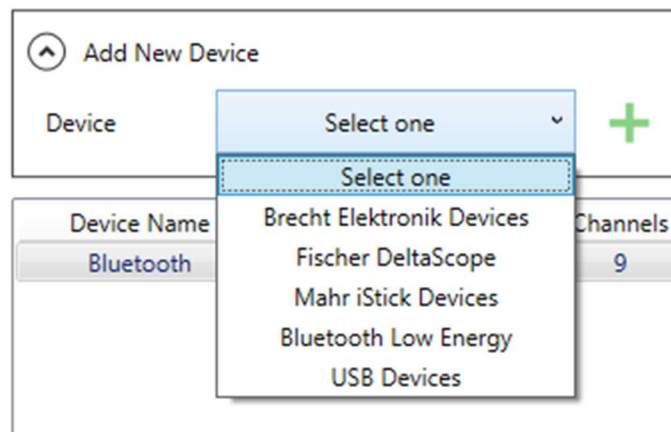 Add New Device
Device
Select one
Select one
Brecht Elektronik Devices
Fischer DeltaScope
Mahr iStick Devices
Bluetooth Low Energy
USB Devices
Device Name
Channels
Bluetooth
9